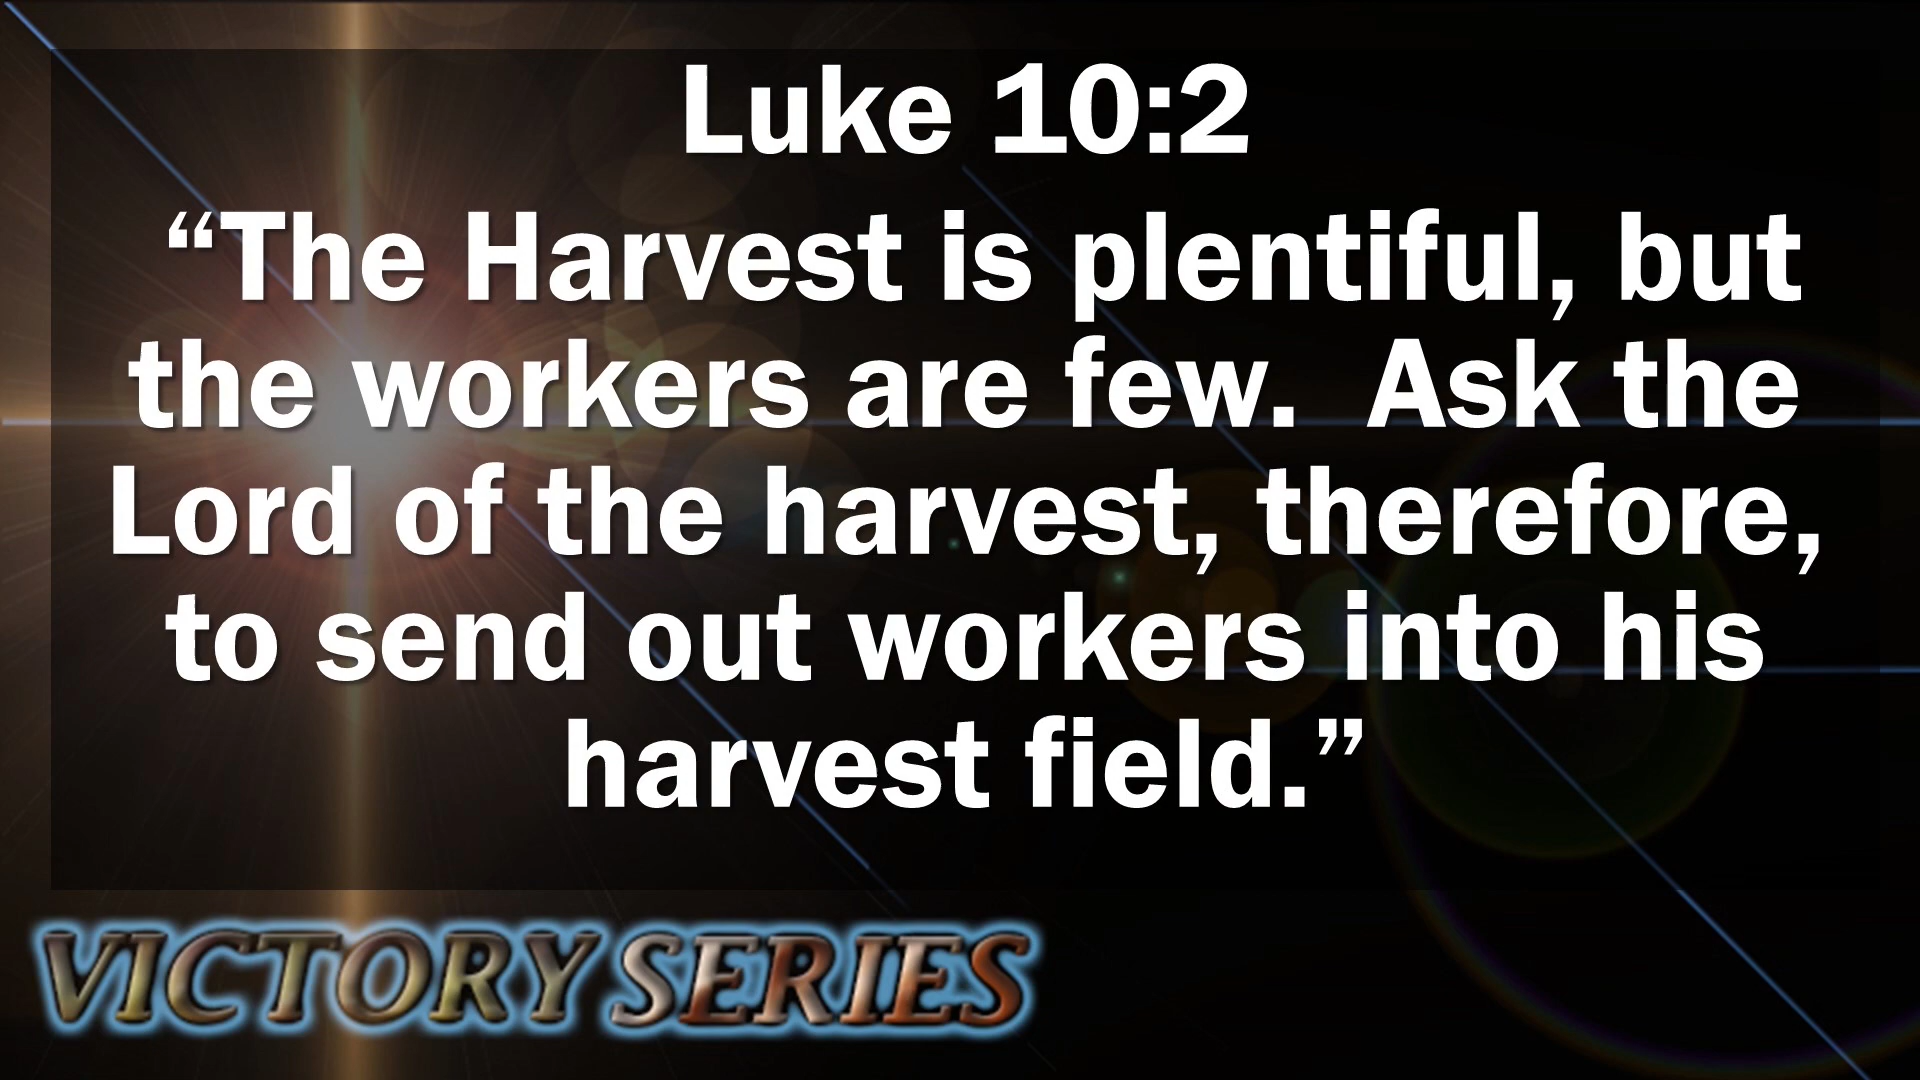 Luke 10:2
“The Harvest is plentiful, but
the workers are few.  Ask the
Lord of the harvest, therefore,
to send out workers into his
harvest field.”
VICTORY SERIES